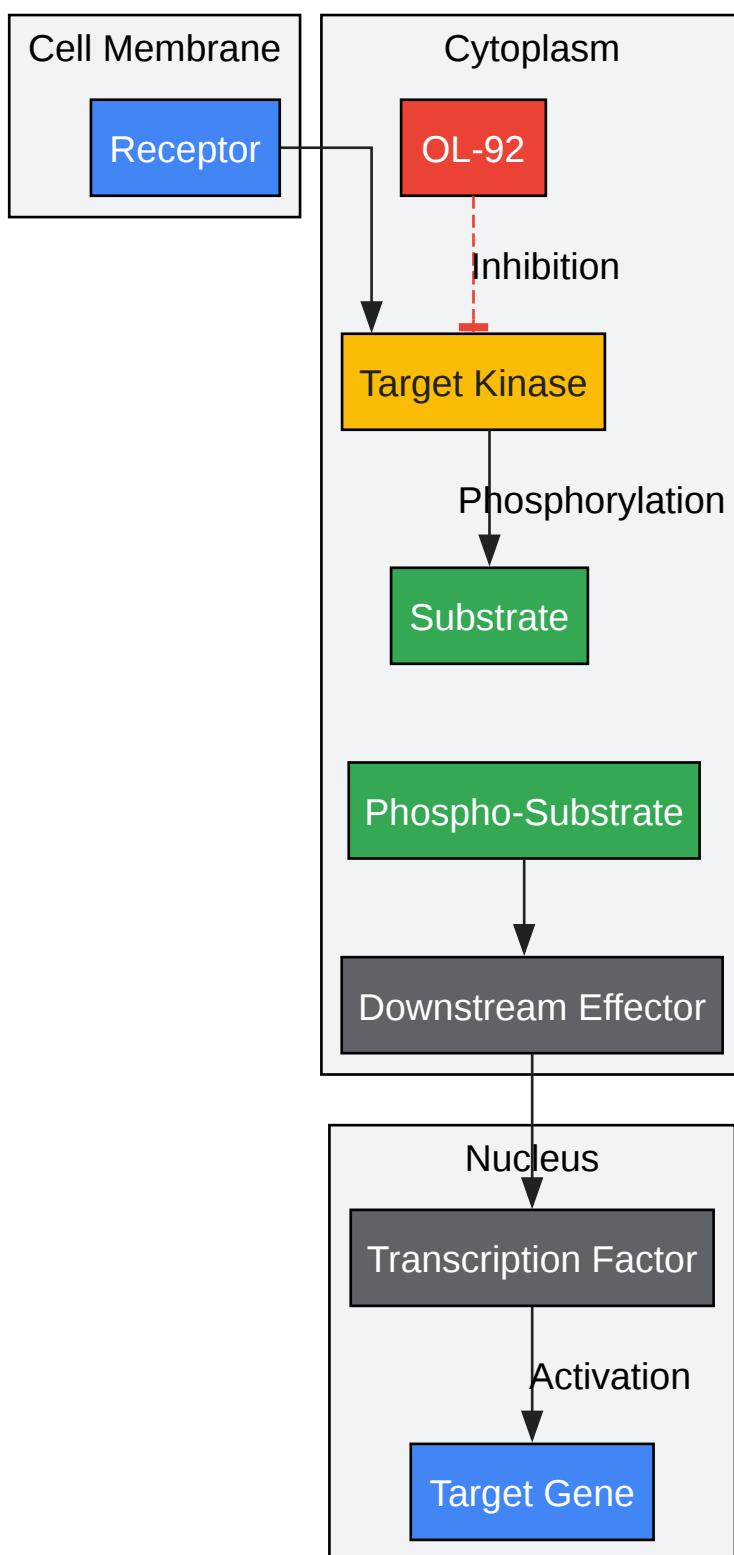 Cell Membrane
Cytoplasm
Receptor
OL-92
Inhibition
Target Kinase
Phosphorylation
Substrate
Phospho-Substrate
Downstream Effector
Nucleus
Transcription Factor
Activation
Target Gene